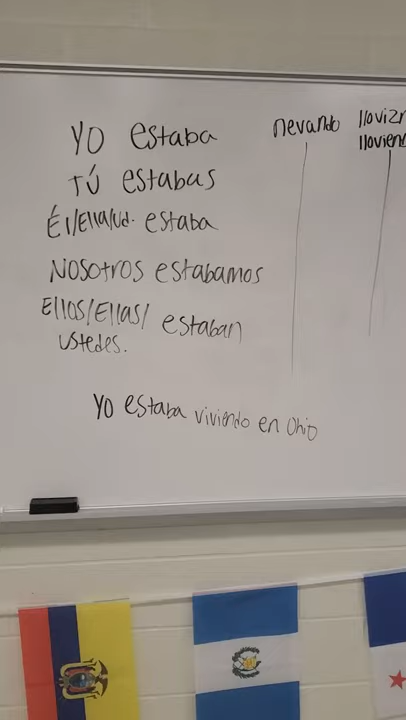 Yo estaba
Tú estabas
Él/Ella/Ud. estaba
Nosotros estabamos
Ellos/Ellas/
ustedes. estaban
nevando
Yo estaba viviendo en Ohio